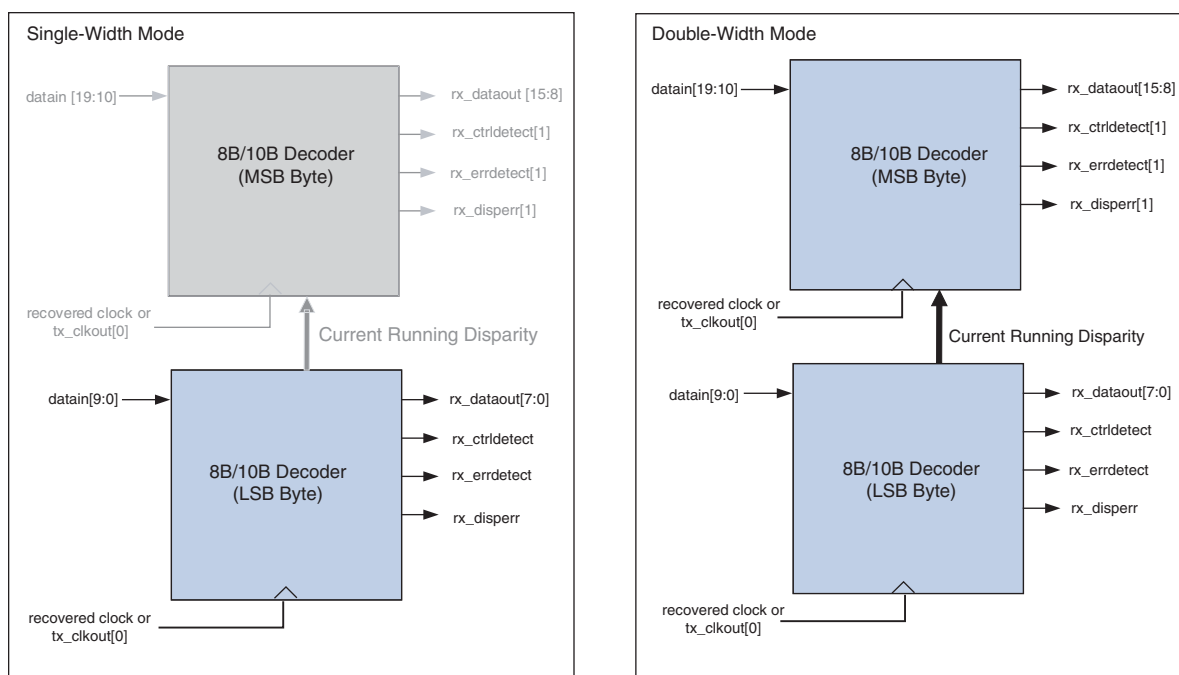 Single-Width Mode
datain [19:10]
rx_dataout [15:8]
rx_ctrldetect[1]
8B/10B Decoder
(MSB Byte)
rx_errdetect[1]
rx_disperr[1]
recovered clock or
tx_clkout[0]
Current Running Disparity
datain[9:0]
rx_dataout[7:0]
rx_ctrldetect
8B/10B Decoder
(LSB Byte)
rx_errdetect
rx_disperr
recovered clock or
tx_clkout[0]
Double-Width Mode
datain[19:10]
rx_dataout[15:8]
rx_ctrldetect[1]
8B/10B Decoder
(MSB Byte)
rx_errdetect[1]
rx_disperr[1]
recovered clock or
tx_clkout[0]
Current Running Disparity
datain[9:0]
rx_dataout[7:0]
rx_ctrldetect
8B/10B Decoder
(LSB Byte)
rx_errdetect
rx_disperr
recovered clock or
tx_clkout[0]